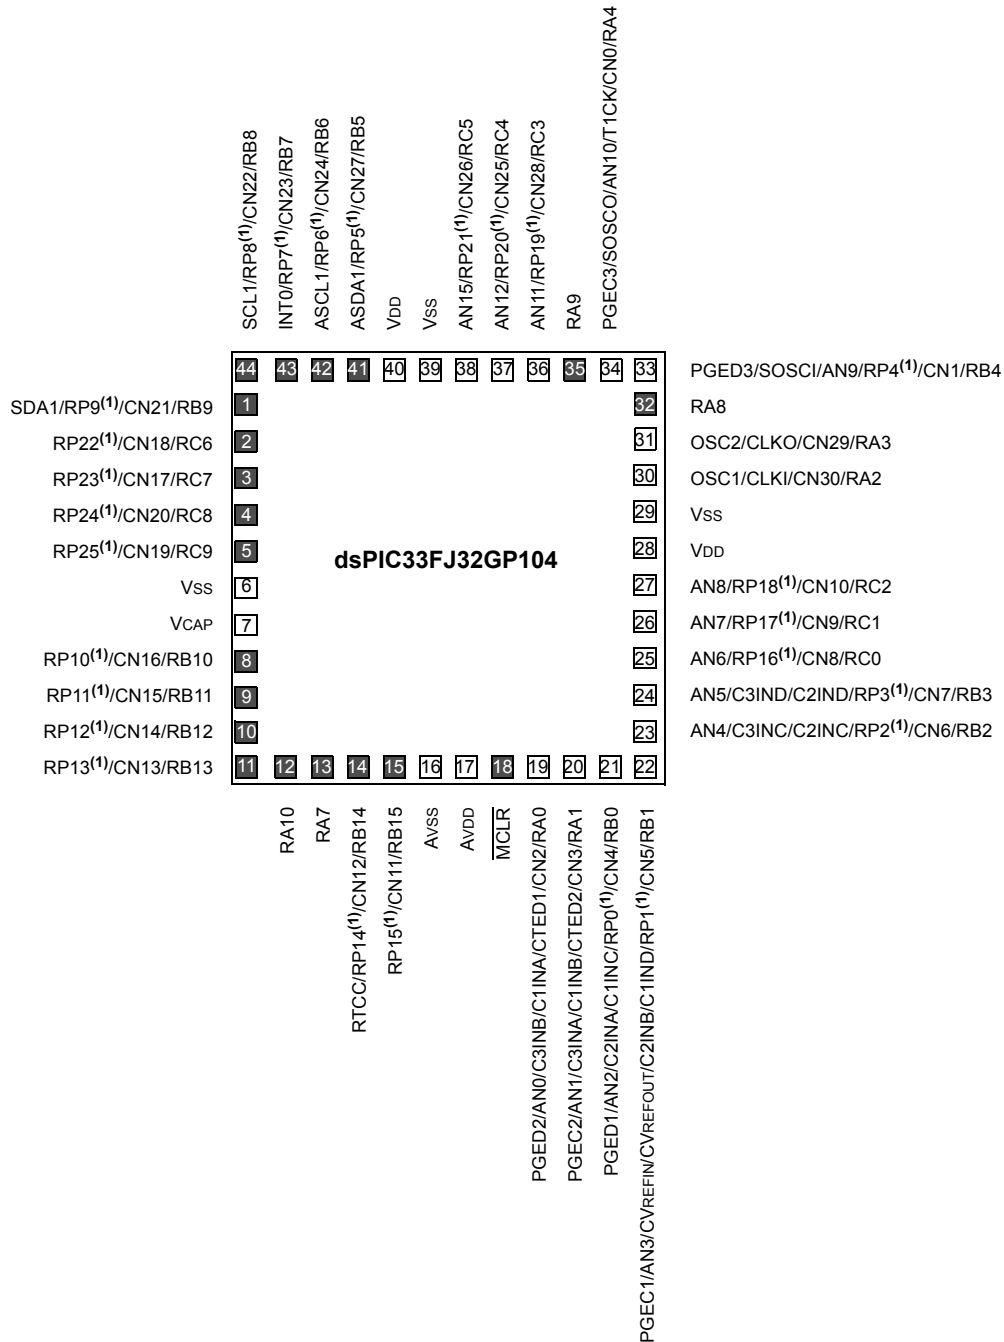 SCL1/RP8(1)/CN22/RB8
INT0/RP7(1)/CN23/RB7
ASCL1/RP6(1)/CN24/RB6
ASDA1/RP5(1)/CN27/RB5
VDD
VSS
AN15/RP21(1)/CN26/RC5
AN12/RP20(1)/CN25/RC4
AN11/RP19(1)/CN28/RC3
RA9
PGEC3/SOSCO/AN10/T1CK/CN0/RA4
44 43 42 41 40 39 38 37 36 35 34 33 PGED3/SOSCI/AN9/RP4(1)/CN1/RB4
SDA1/RP9(1)/CN21/RB9 1 32 RA8
RP22(1)/CN18/RC6 2 31 OSC2/CLKO/CN29/RA3
RP23(1)/CN17/RC7 3 30 OSC1/CLKI/CN30/RA2
RP24(1)/CN20/RC8 4 29 VSS
RP25(1)/CN19/RC9 5 28 VDD
dsPIC33FJ32GP104
VSS 6 27 AN8/RP18(1)/CN10/RC2
VCAP 7 26 AN7/RP17(1)/CN9/RC1
RP10(1)/CN16/RB10 8 25 AN6/RP16(1)/CN8/RC0
RP11(1)/CN15/RB11 9 24 AN5/C3IND/C2IND/RP3(1)/CN7/RB3
RP12(1)/CN14/RB12 10 23 AN4/C3INC/C2INC/RP2(1)/CN6/RB2
RP13(1)/CN13/RB13 11 12 13 14 15 16 17 18 19 20 21 22
RA10
RA7
RTCC/RP14(1)/CN12/RB14
RP15(1)/CN11/RB15
AVSS
AVDD
MCLR
PGED2/AN0/C3INB/C1INA/CTED1/CN2/RA0
PGEC2/AN1/C3INA/C1INB/CTED2/CN3/RA1
PGED1/AN2/C2INA/C1INC/RP0(1)/CN4/RB0
PGEC1/AN3/CVREFIN/CVREFOUT/C2INB/C1IND/RP1(1)/CN5/RB1